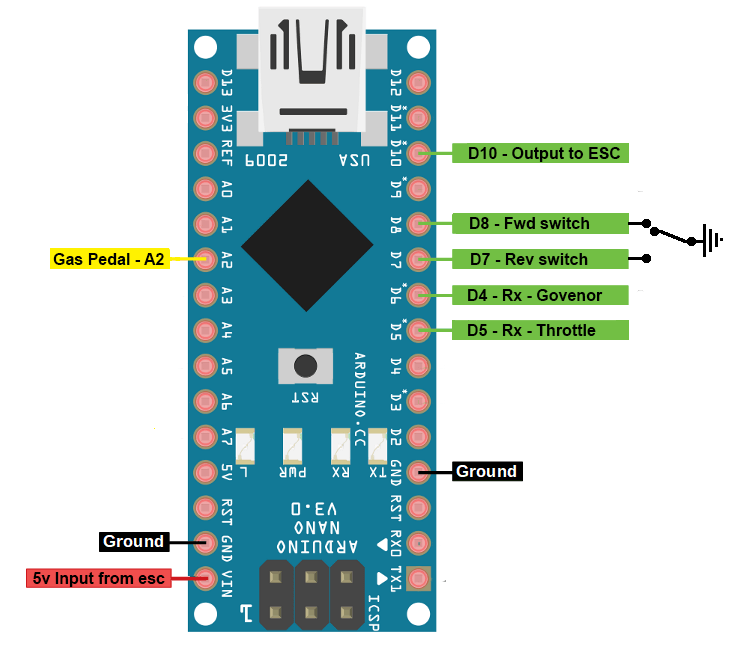 D13
3V3
REF
A0
A1
A2
A3
A4
A5
A6
A7
5V
RST
GND
VIN
D12
D11*
D10*
D9*
D8
D7
D6*
D5*
D4
D3*
D2
GND
RST
RX0
TX1
2009
USA
D10 - Output to ESC
D8 - Fwd switch
Gas Pedal - A2
D7 - Rev switch
D4 - Rx - Govenor
D5 - Rx - Throttle
RST
ARDUINO.CC
L
PWR
RX
TX
Ground
V3.0
NANO
ARDUINO
Ground
5v Input from esc
1
ICSP